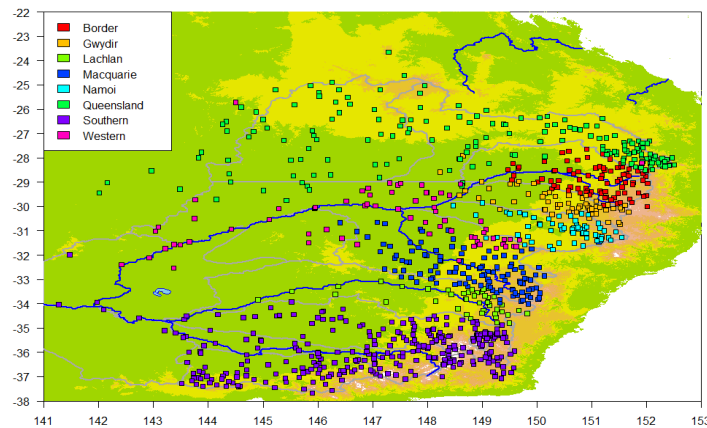 -22
-23
-24
-25
-26
-27
-28
-29
-30
-31
-32
-33
-34
-35
-36
-37
-38
Border
Gwydir
Lachlan
Macquarie
Namoi
Queensland
Southern
Western
141 142 143 144 145 146 147 148 149 150 151 152 153